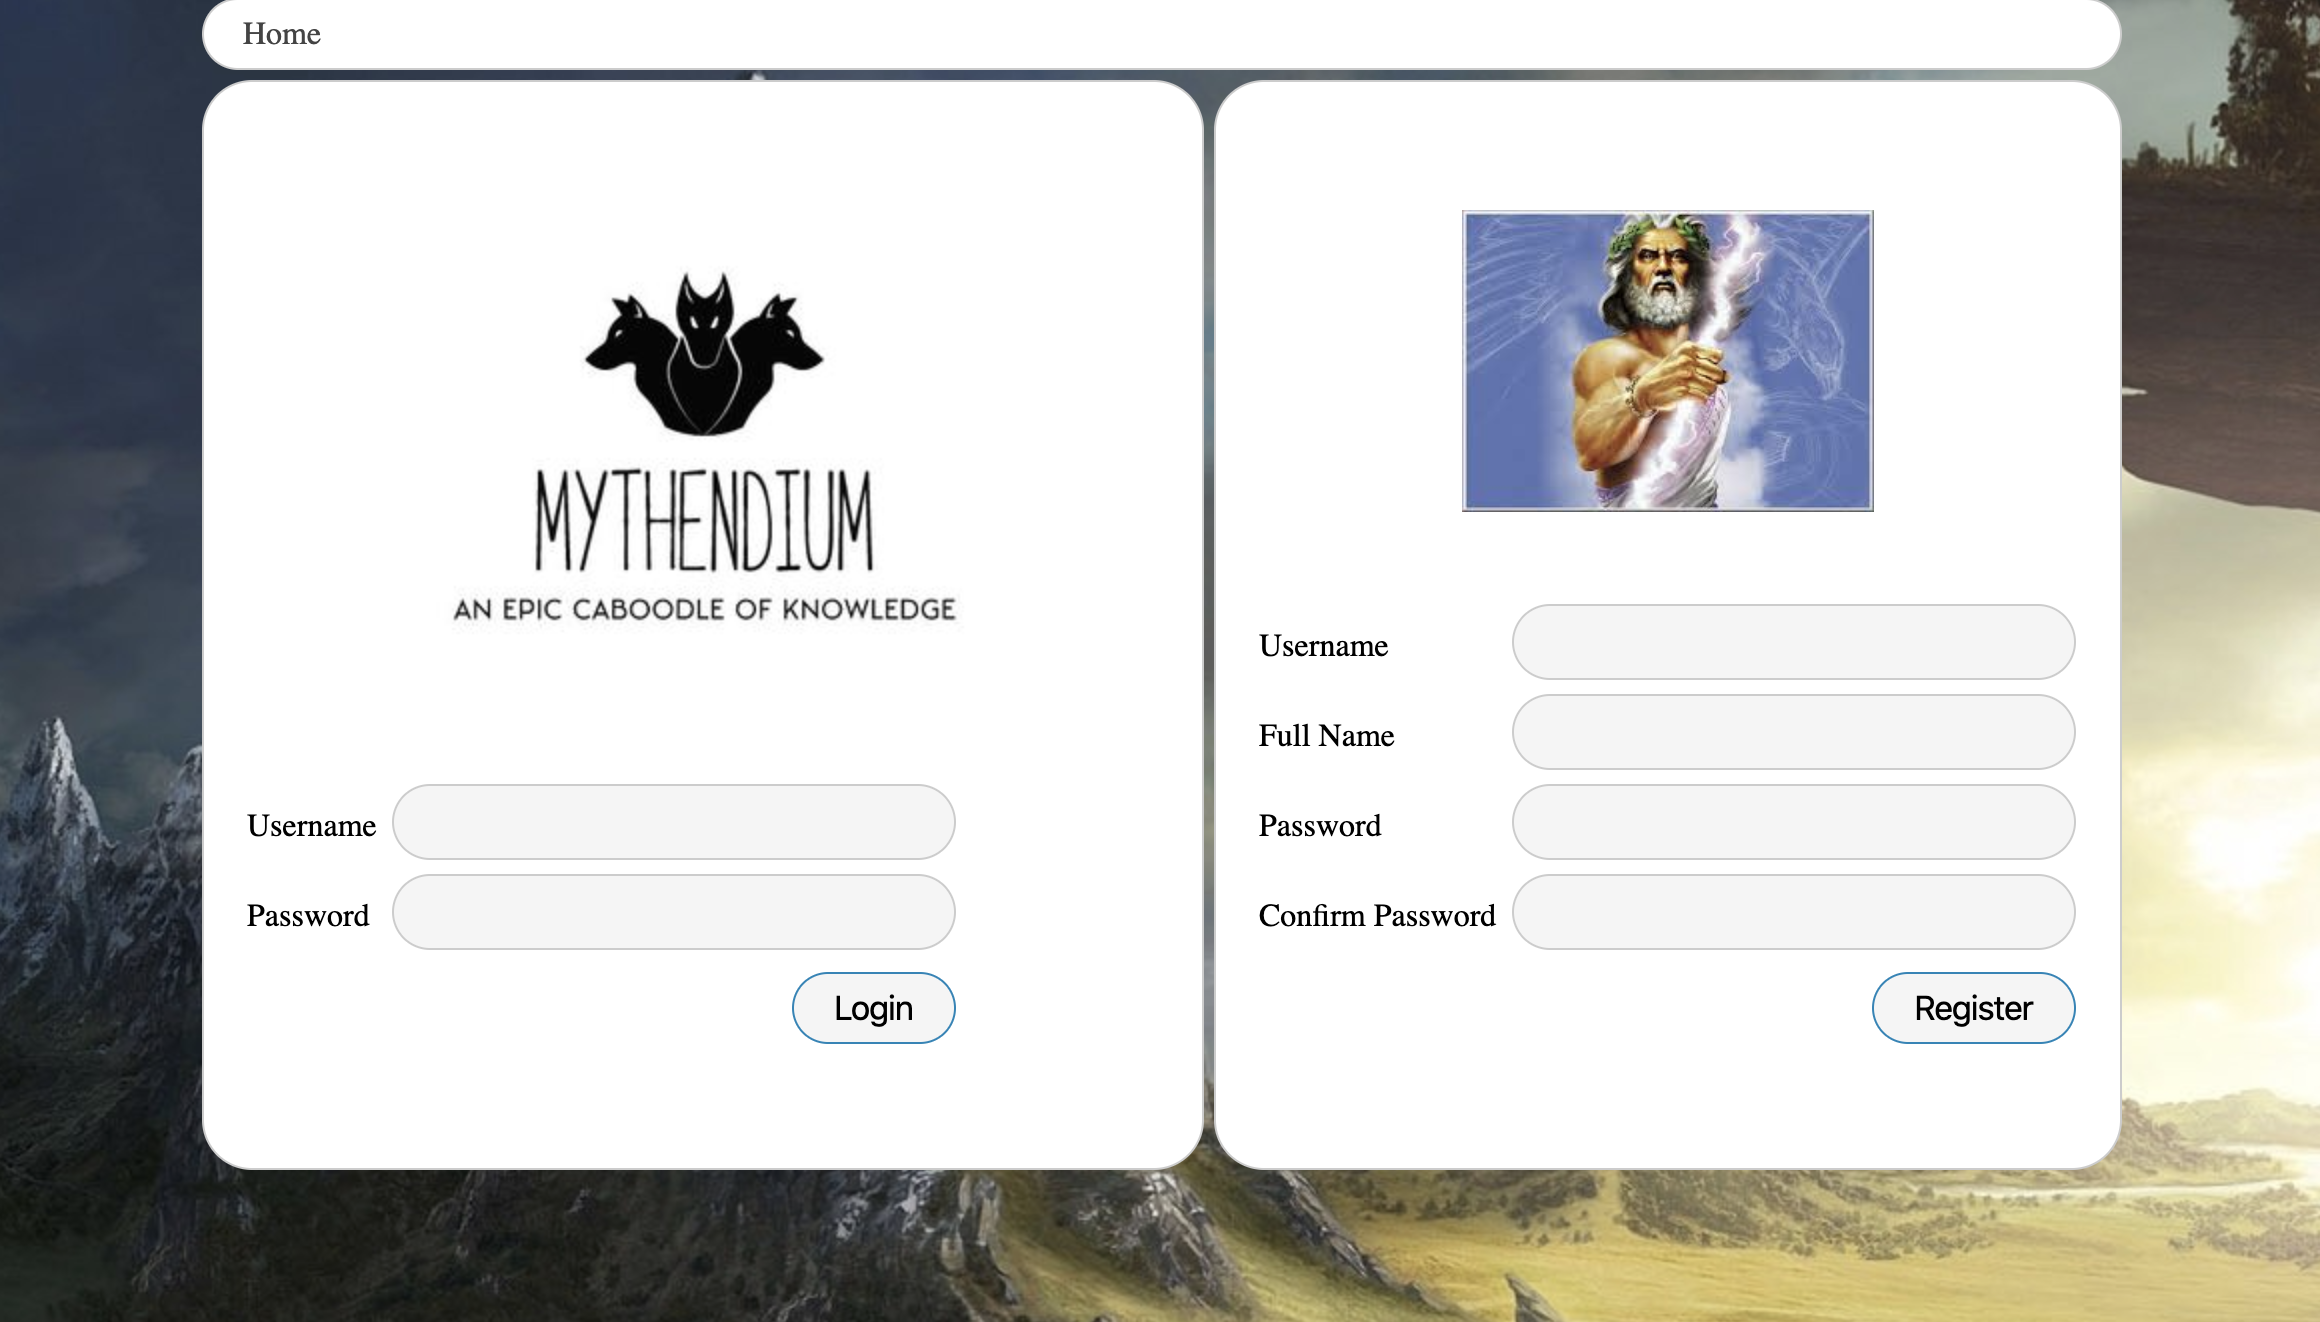 Home
MYTHENDIUM
AN EPIC CABOODLE OF KNOWLEDGE
Username
Password
Login
Username
Full Name
Password
Confirm Password
Register